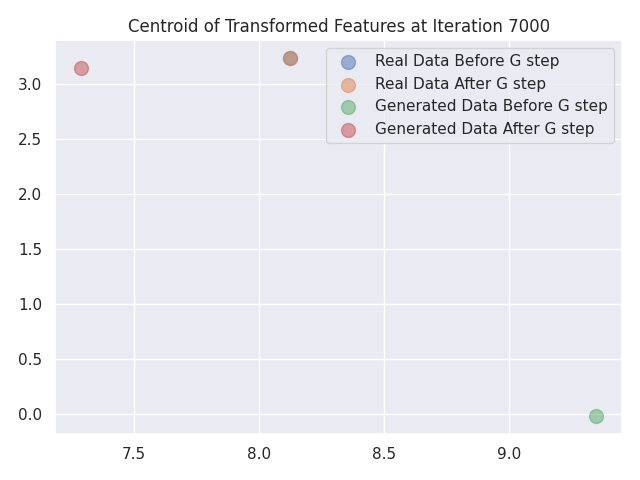 Centroid of Transformed Features at Iteration 7000
Real Data Before G step
Real Data After G step
Generated Data Before G step
Generated Data After G step
3.0
2.5
2.0
1.5
1.0
0.5
0.0
7.5 8.0 8.5 9.0